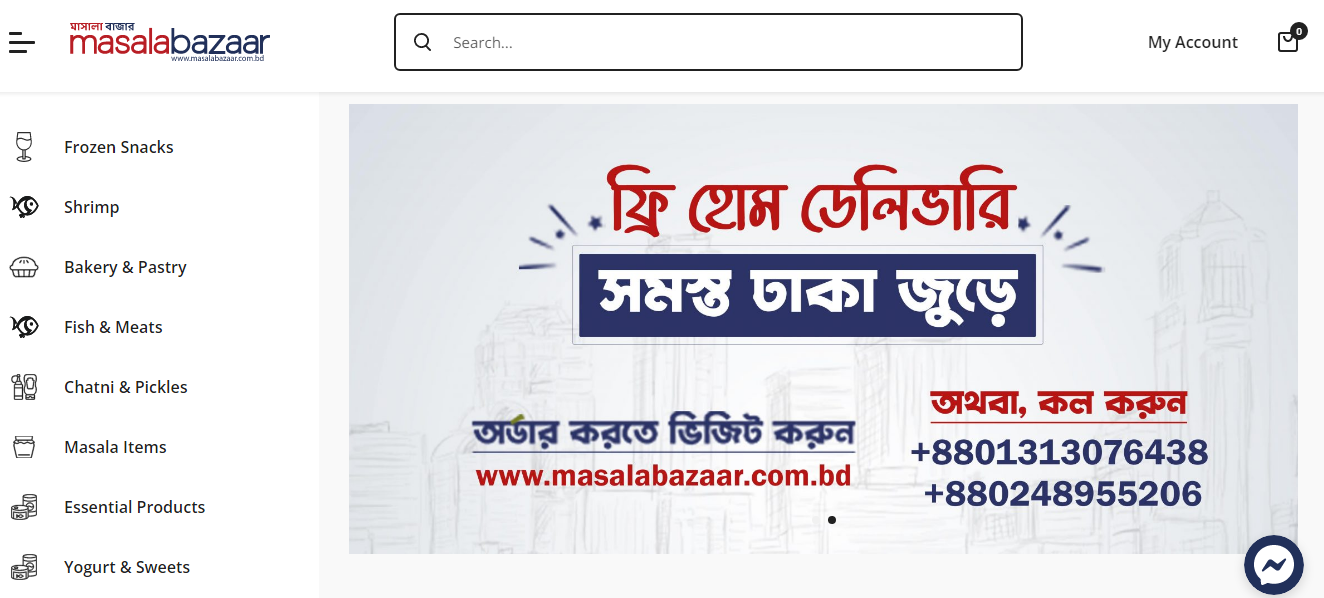 মাসালা বাজার
masalabazaar
www.masalabazaar.com.bd
Search...
My Account
0
Frozen Snacks
Shrimp
Bakery & Pastry
Fish & Meats
Chatni & Pickles
Masala Items
Essential Products
Yogurt & Sweets
ফ্রি হোম ডেলিভারি
সমস্ত ঢাকা জুড়ে
অর্ডার করতে ভিজিট করুন
www.masalabazaar.com.bd
অথবা, কল করুন
+8801313076438
+880248955206